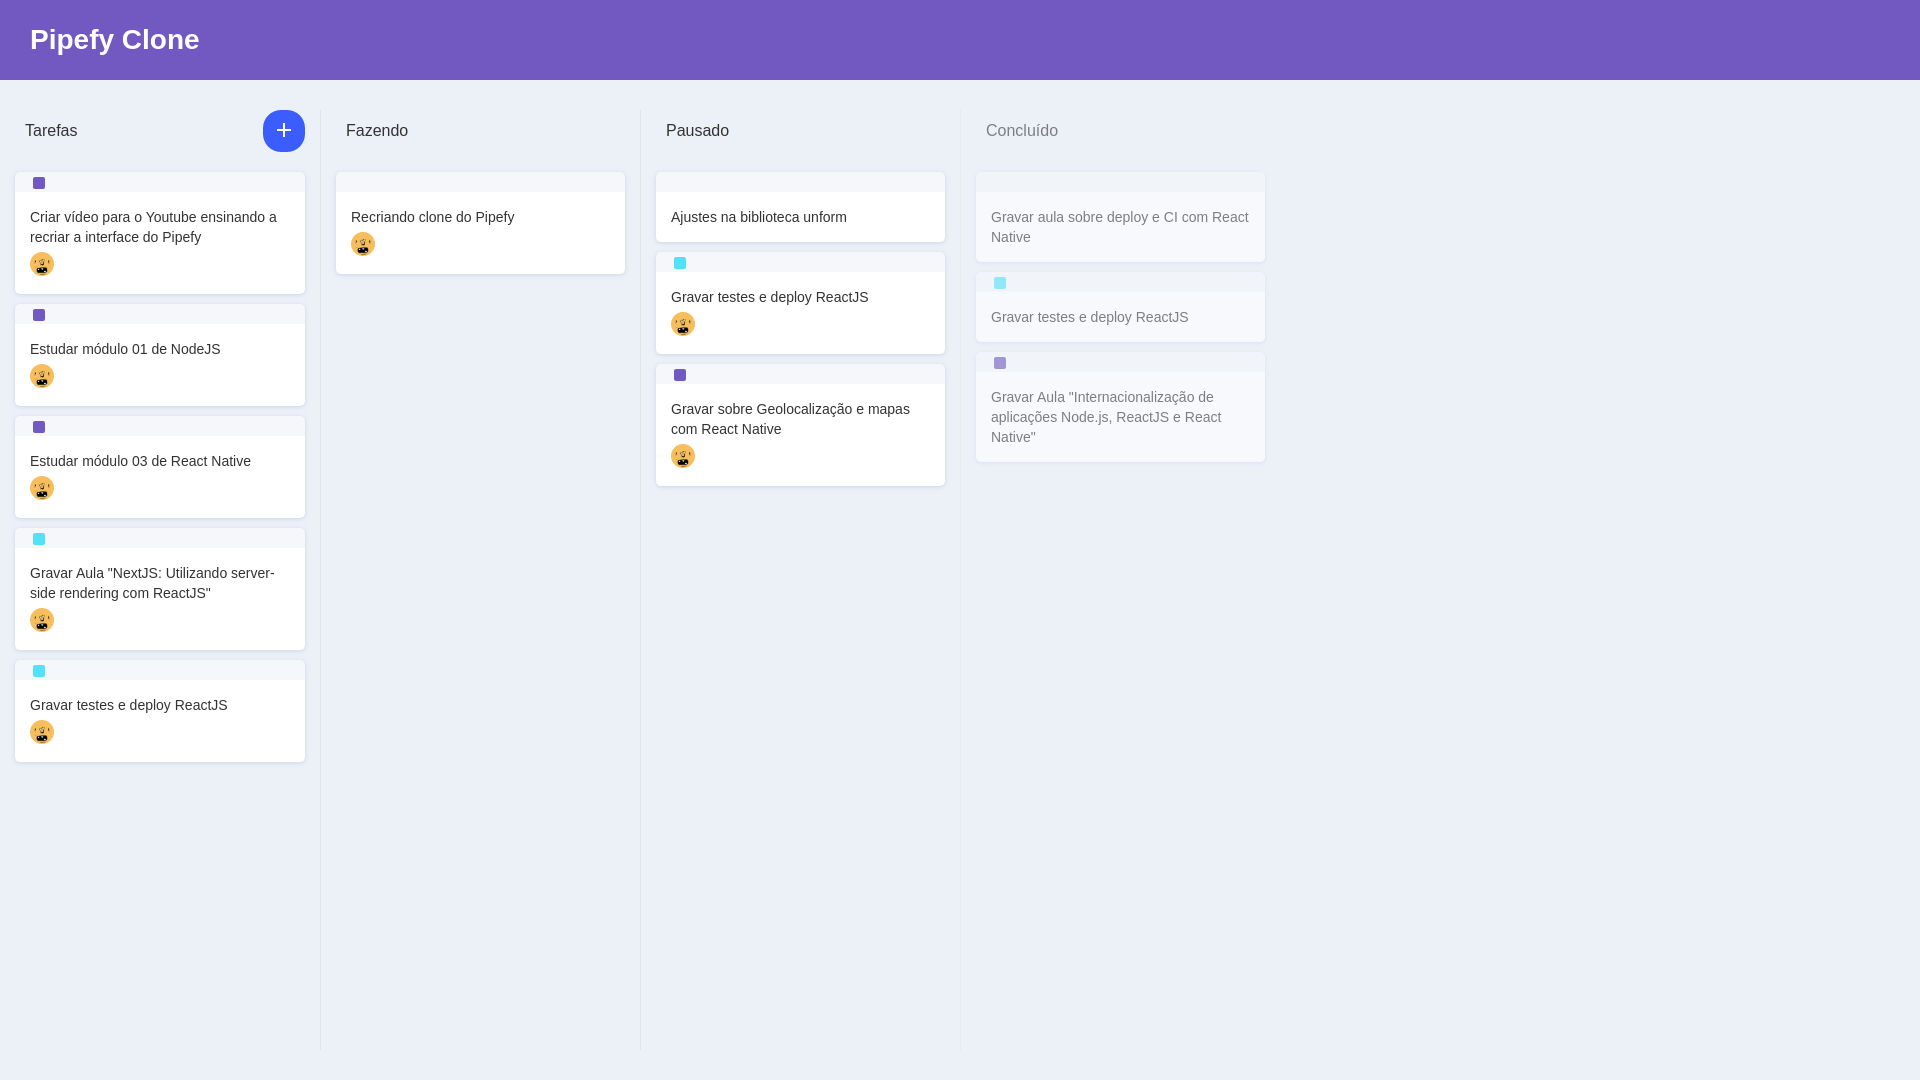 Pipefy Clone
Tarefas
Criar vídeo para o Youtube ensinando a
recriar a interface do Pipefy
Estudar módulo 01 de NodeJS
Estudar módulo 03 de React Native
Gravar Aula "NextJS: Utilizando server-
side rendering com ReactJS"
Gravar testes e deploy ReactJS
Fazendo
Recriando clone do Pipefy
Pausado
Ajustes na biblioteca unform
Gravar testes e deploy ReactJS
Gravar sobre Geolocalização e mapas
com React Native
Concluído
Gravar aula sobre deploy e CI com React
Native
Gravar testes e deploy ReactJS
Gravar Aula "Internacionalização de
aplicações Node.js, ReactJS e React
Native"